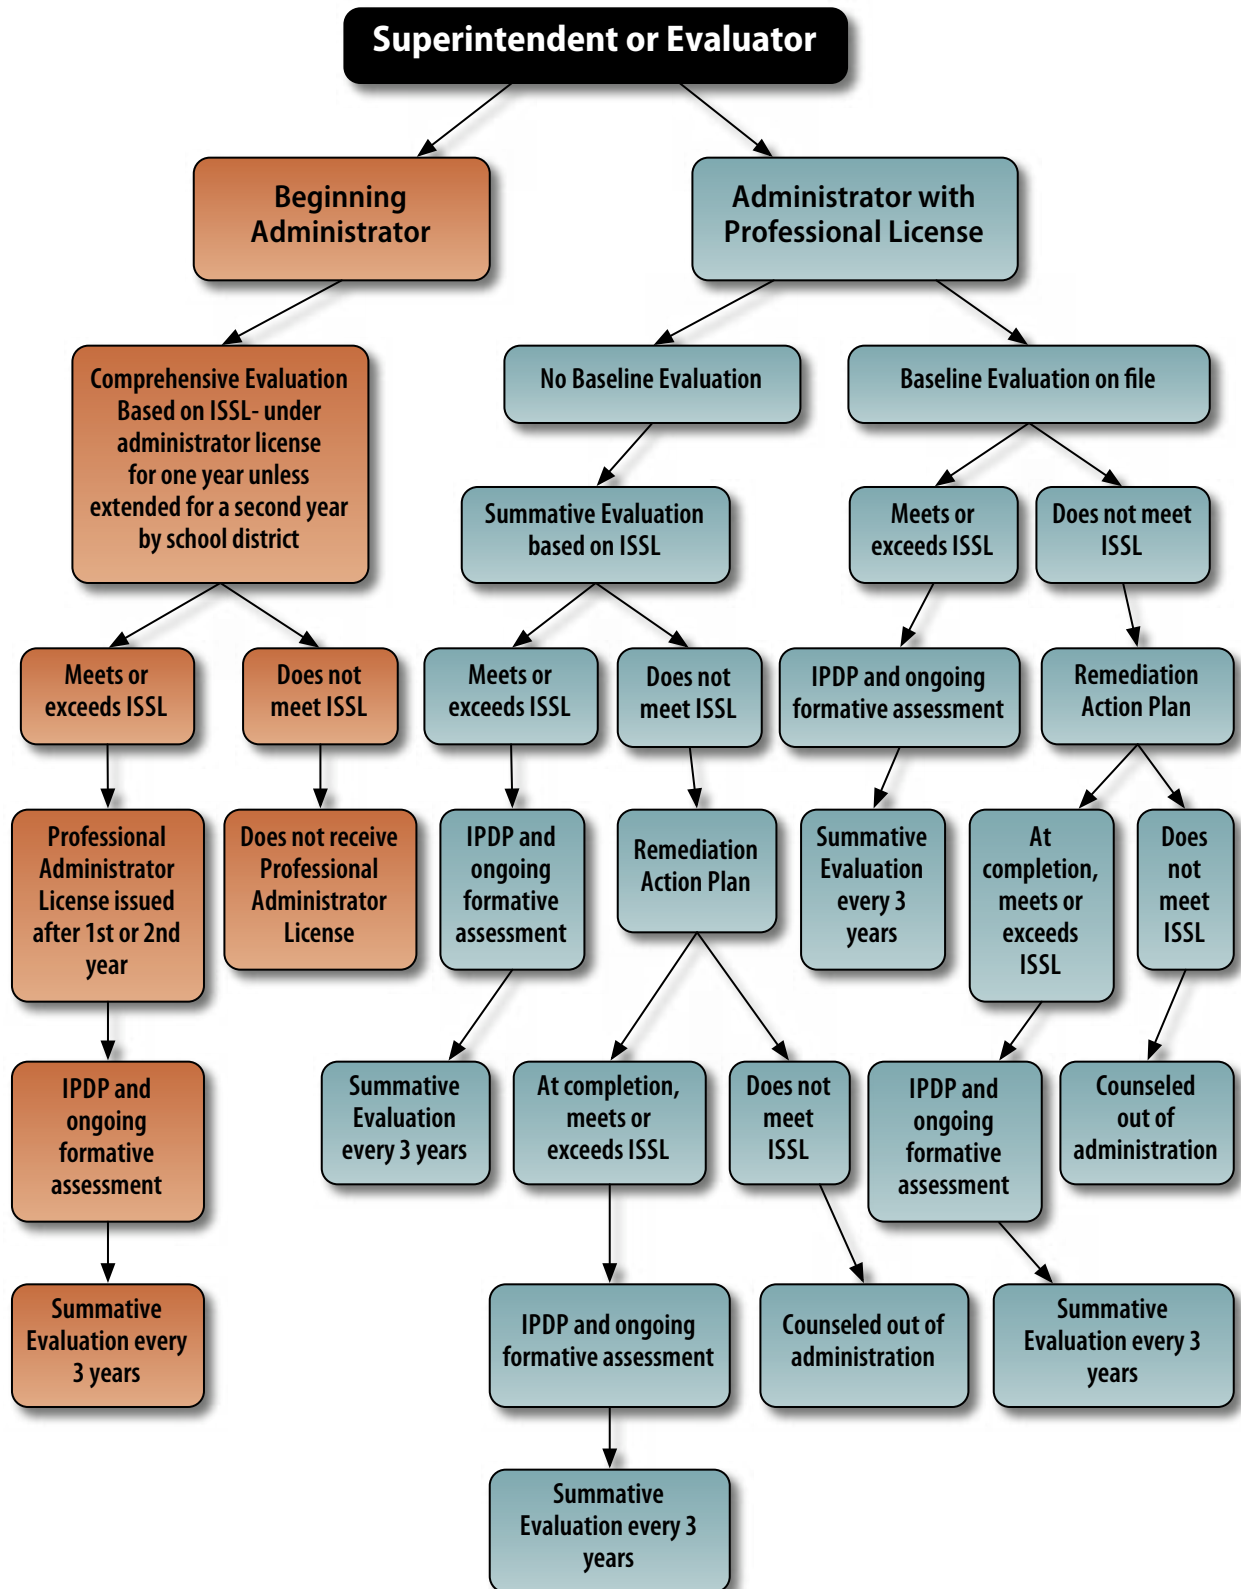 Superintendent or Evaluator
Beginning
Administrator
Administrator with
Professional License
Comprehensive Evaluation
Based on ISSL- under
administrator license
for one year unless
extended for a second year
by school district
No Baseline Evaluation
Baseline Evaluation on file
Summative Evaluation
based on ISSL
Meets or
exceeds ISSL
Does not meet
ISSL
Meets or
exceeds ISSL
Does not
meet ISSL
Meets or
exceeds ISSL
Does not
meet ISSL
IPDP and ongoing
formative assessment
Remediation
Action Plan
Professional
Administrator
License issued
after 1st or 2nd
year
Does not receive
Professional
Administrator
License
IPDP and
ongoing
formative
assessment
Remediation
Action Plan
Summative
Evaluation
every 3
years
At
completion,
meets or
exceeds
ISSL
Does
not
meet
ISSL
IPDP and
ongoing
formative
assessment
Summative
Evaluation
every 3 years
At completion,
meets or
exceeds ISSL
Does not
meet
ISSL
IPDP and
ongoing
formative
assessment
Counseled
out of
administration
Summative
Evaluation every
3 years
IPDP and ongoing
formative assessment
Counseled out of
administration
Summative
Evaluation every 3
years
Summative
Evaluation every 3
years